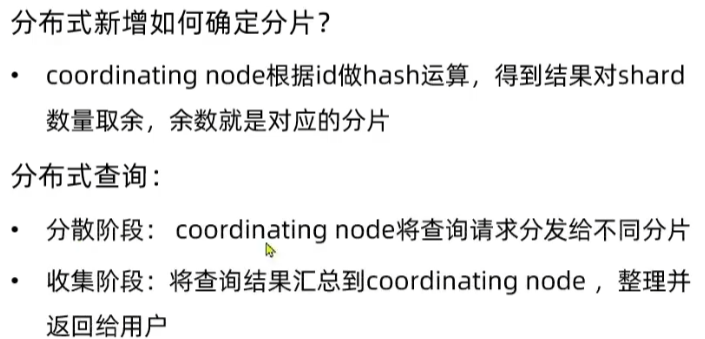 分布式新增如何确定分片？
• coordinating node根据id做hash运算，得到结果对shard
数量取余，余数就是对应的分片
分布式查询：
• 分散阶段： coordinating node将查询请求分发给不同分片
• 收集阶段：将查询结果汇总到coordinating node ，整理并
返回给用户